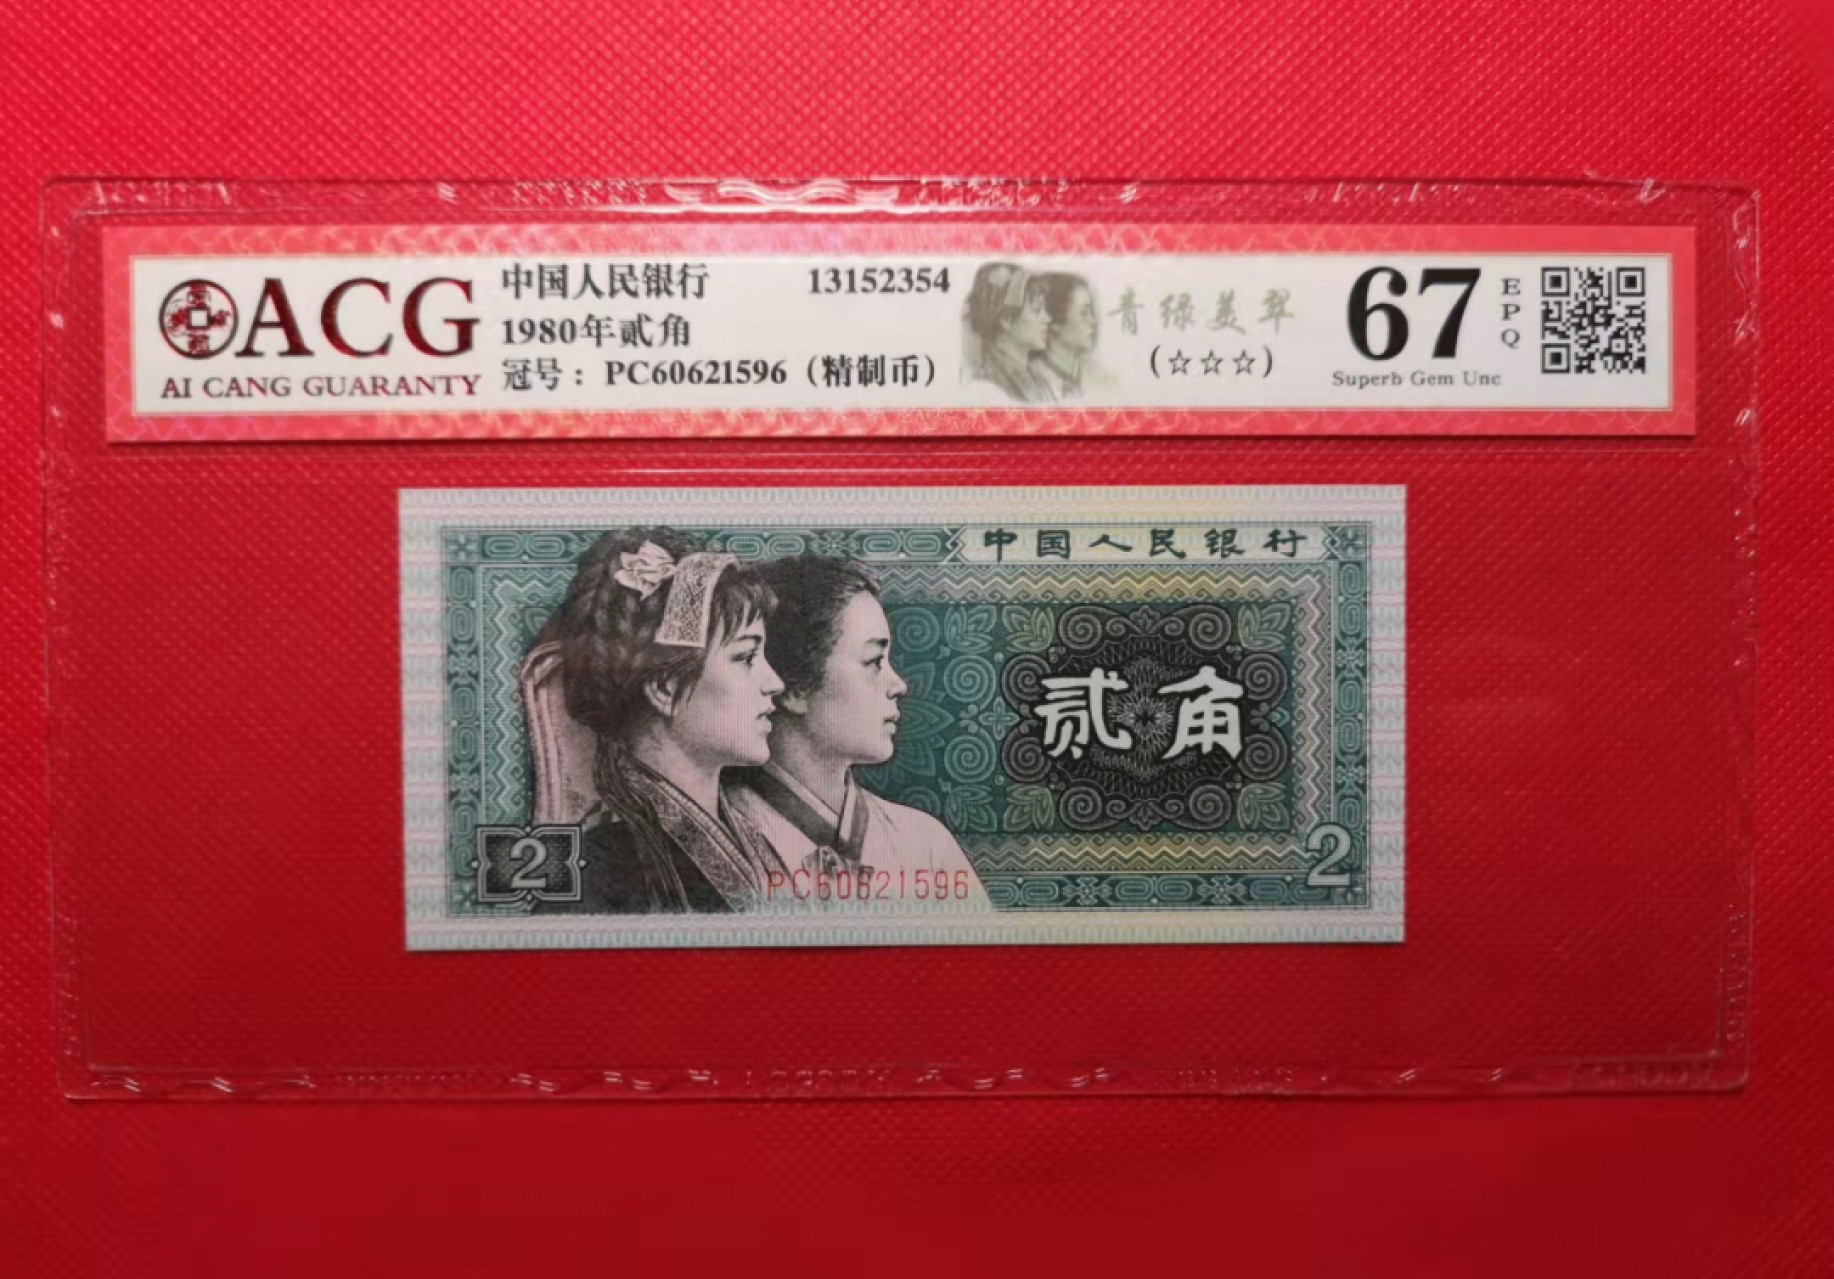 ACG
AI CANG GUARANTY
中国人民银行 13152354
1980年贰角
冠号：PC60621596（精制币）
青绿美翠
(☆☆☆)
67
EPQ
Superb Gem Unc
中国人民银行
贰角
2
2
PC60621596